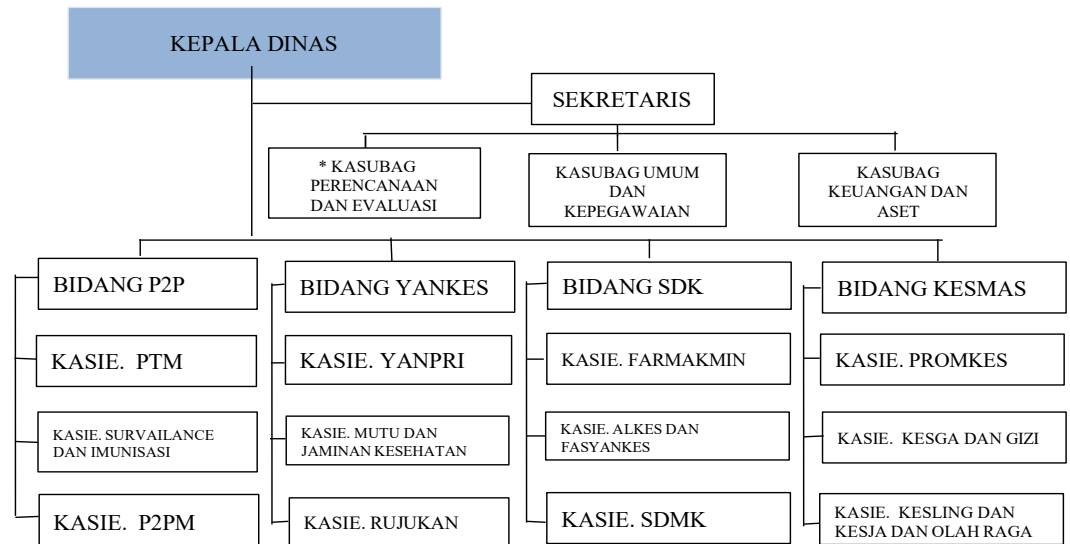 KEPALA DINAS
SEKRETARIS
* KASUBAG
PERENCANAAN
DAN EVALUASI
KASUBAG UMUM
DAN
KEPEGAWAIAN
KASUBAG
KEUANGAN DAN
ASET
BIDANG P2P
BIDANG YANKES
BIDANG SDK
BIDANG KESMAS
KASIE. PTM
KASIE. YANPRI
KASIE. FARMAKMIN
KASIE. PROMKES
KASIE. SURVAILANCE
DAN IMUNISASI
KASIE. MUTU DAN
JAMINAN KESEHATAN
KASIE. ALKES DAN
FASYANKES
KASIE. KESGA DAN GIZI
KASIE. P2PM
KASIE. RUJUKAN
KASIE. SDMK
KASIE. KESLING DAN
KESJA DAN OLAH RAGA